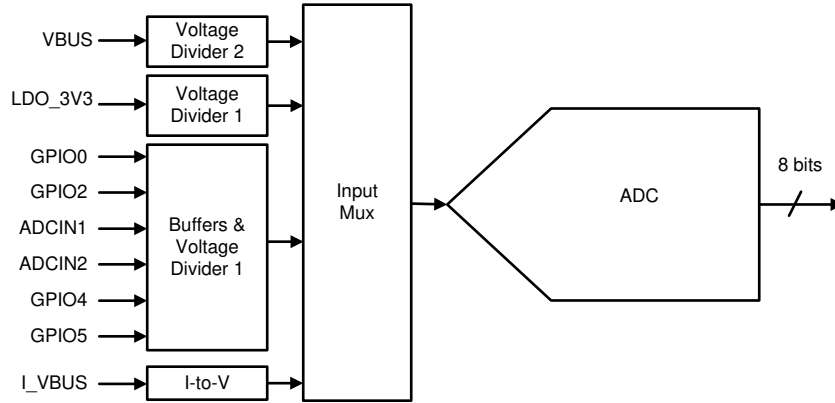 VBUS
Voltage
Divider 2
LDO_3V3
Voltage
Divider 1
GPIO0
GPIO2
ADCIN1
ADCIN2
GPIO4
GPIO5
Buffers &
Voltage
Divider 1
I_VBUS
I-to-V
Input
Mux
ADC
8 bits